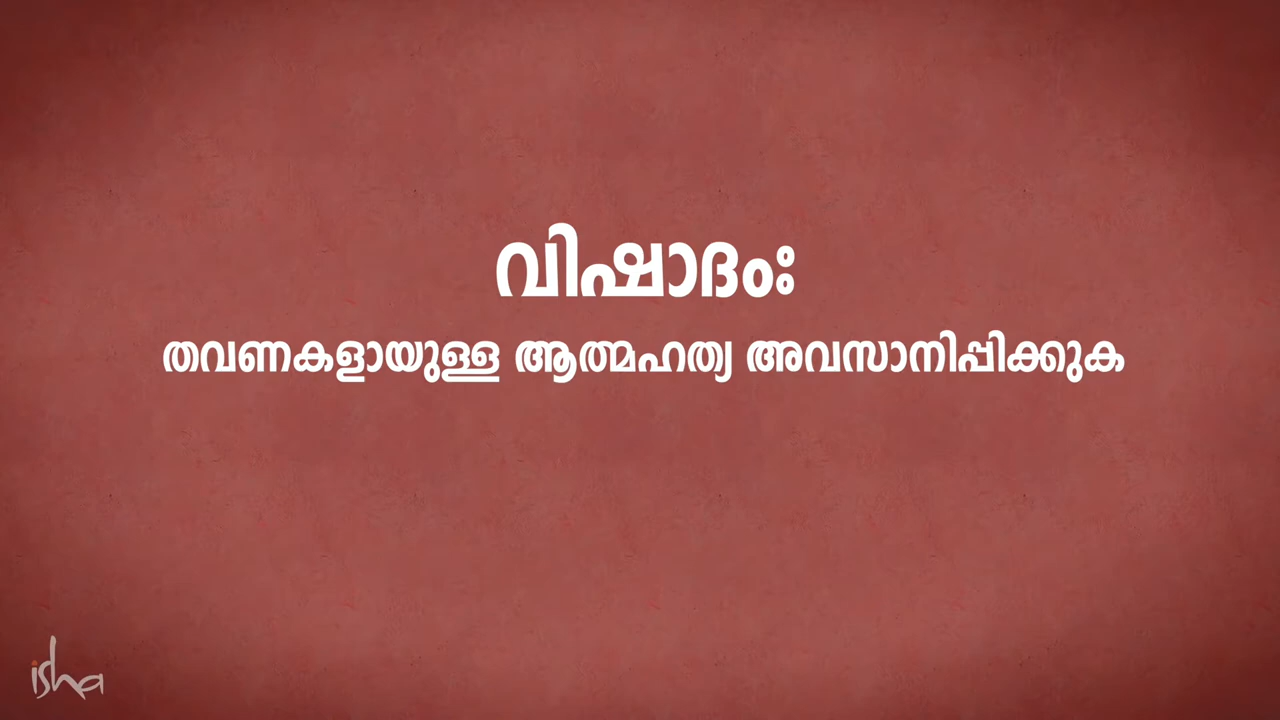 വിഷാദംഃ
തവണകളായുള്ള ആത്മഹത്യ അവസാനിപ്പിക്കുക
isha